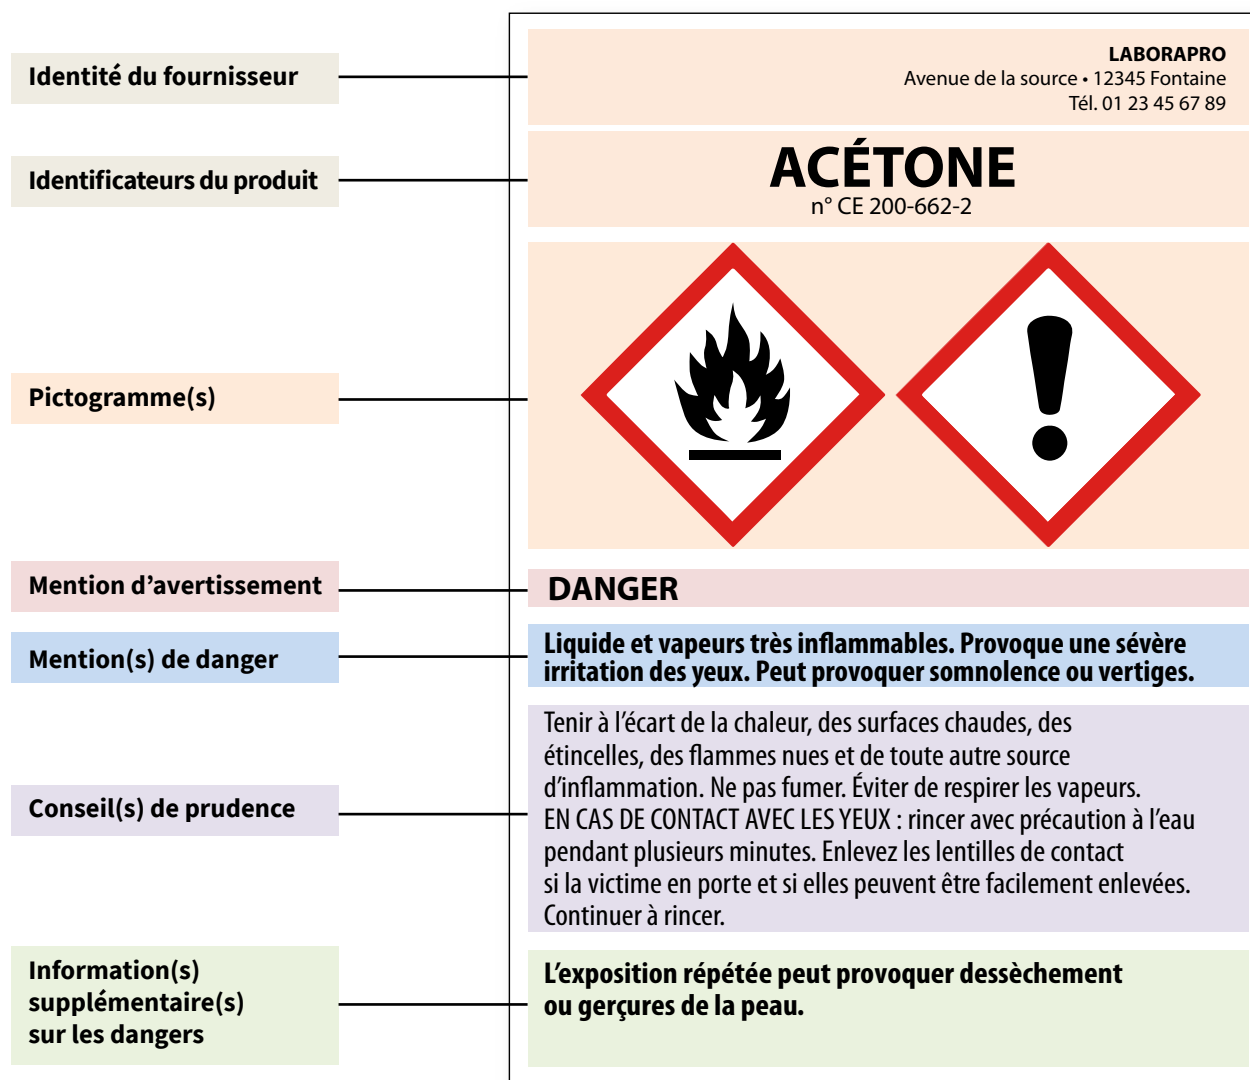 Identité du fournisseur
LABORAPRO
Avenue de la source • 12345 Fontaine
Tél. 01 23 45 67 89
Identificateurs du produit
ACÉTONE
n° CE 200-662-2
Pictogramme(s)
Mention d’avertissement
DANGER
Mention(s) de danger
Liquide et vapeurs très inflammables. Provoque une sévère
irritation des yeux. Peut provoquer somnolence ou vertiges.
Conseil(s) de prudence
Tenir à l’écart de la chaleur, des surfaces chaudes, des
étincelles, des flammes nues et de toute autre source
d’inflammation. Ne pas fumer. Éviter de respirer les vapeurs.
EN CAS DE CONTACT AVEC LES YEUX : rincer avec précaution à l’eau
pendant plusieurs minutes. Enlevez les lentilles de contact
si la victime en porte et si elles peuvent être facilement enlevées.
Continuer à rincer.
Information(s)
supplémentaire(s)
sur les dangers
L’exposition répétée peut provoquer dessèchement
ou gerçures de la peau.